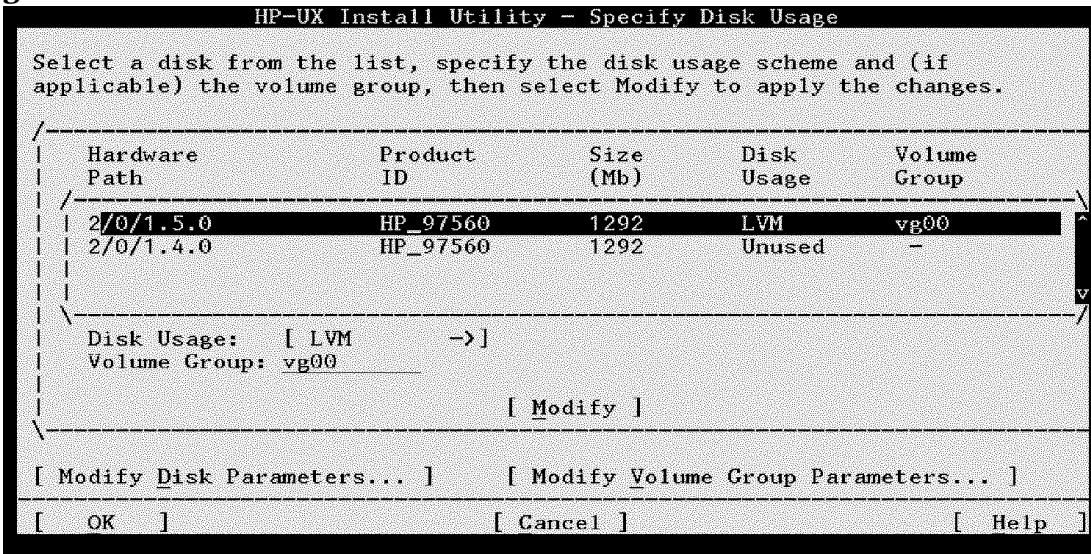 HP-UX Install Utility - Specify Disk Usage
Select a disk from the list, specify the disk usage scheme and (if
applicable) the volume group, then select Modify to apply the changes.
Hardware Product Size Disk Volume
Path ID (Mb) Usage Group
2/0/1.5.0 HP_97560 1292 LVM vg00
2/0/1.4.0 HP_97560 1292 Unused -
Disk Usage: [ LVM ->]
Volume Group: vg00
[ Modify ]
[ Modify Disk Parameters... ] [ Modify Volume Group Parameters... ]
[ OK ] [ Cancel ] [ Help ]